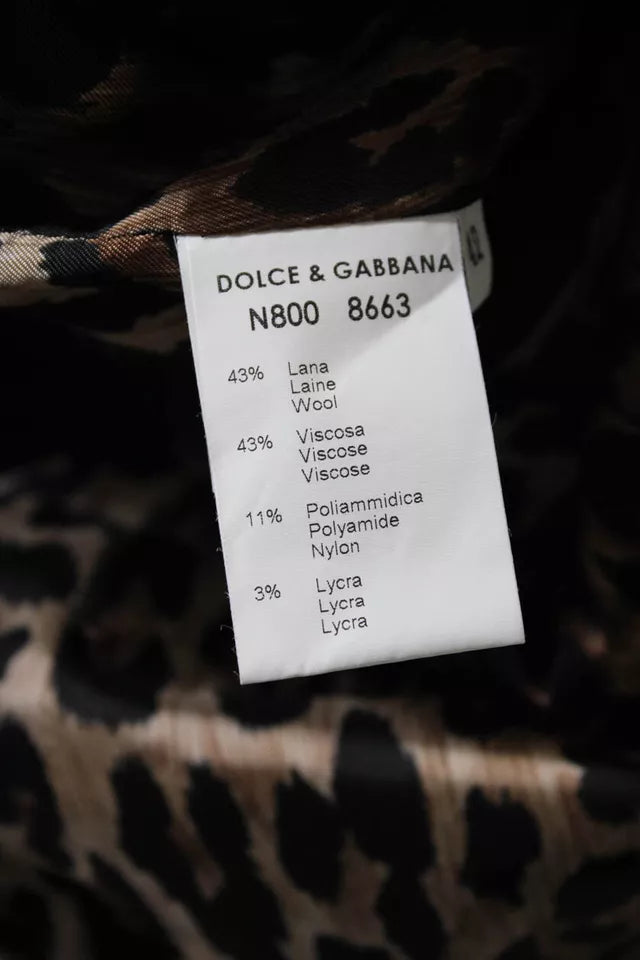 DOLCE & GABBANA
N800 8663
43% Lana
Laine
Wool
43% Viscosa
Viscose
Viscose
11% Poliammidica
Polyamide
Nylon
3% Lycra
Lycra
Lycra
42